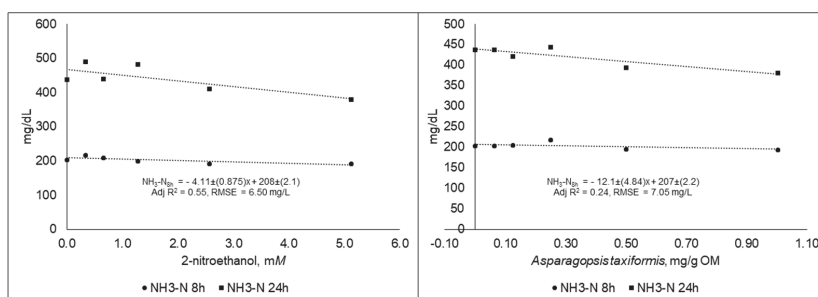 600
500
400
300
200
100
0
mg/dL
NH3-N8h = - 4.11±(0.875)x + 208±(2.1)
Adj R2 = 0.55, RMSE = 6.50 mg/L
0.0 1.0 2.0 3.0 4.0 5.0 6.0
2-nitroethanol, mM
NH3-N 8h NH3-N 24h
500
450
400
350
300
250
200
150
100
50
0
mg/dL
NH3-N8h = - 12.1±(4.84)x + 207±(2.2)
Adj R2 = 0.24, RMSE = 7.05 mg/L
-0.10 0.10 0.30 0.50 0.70 0.90 1.10
Asparagopsis taxiformis, mg/g OM
NH3-N 8h NH3-N 24h